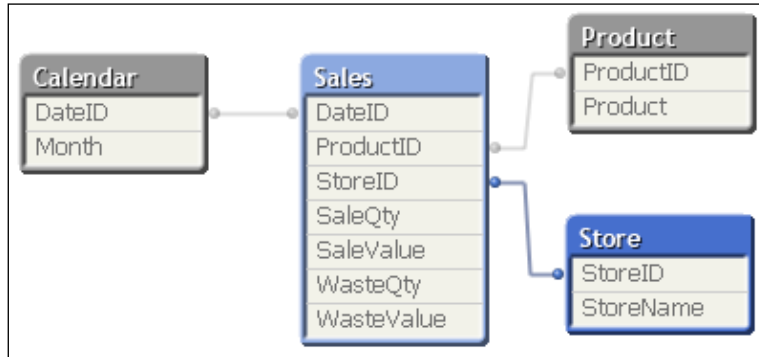 Calendar
DateID
Month
Sales
DateID
ProductID
StoreID
SaleQty
SaleValue
WasteQty
WasteValue
Product
ProductID
Product
Store
StoreID
StoreName